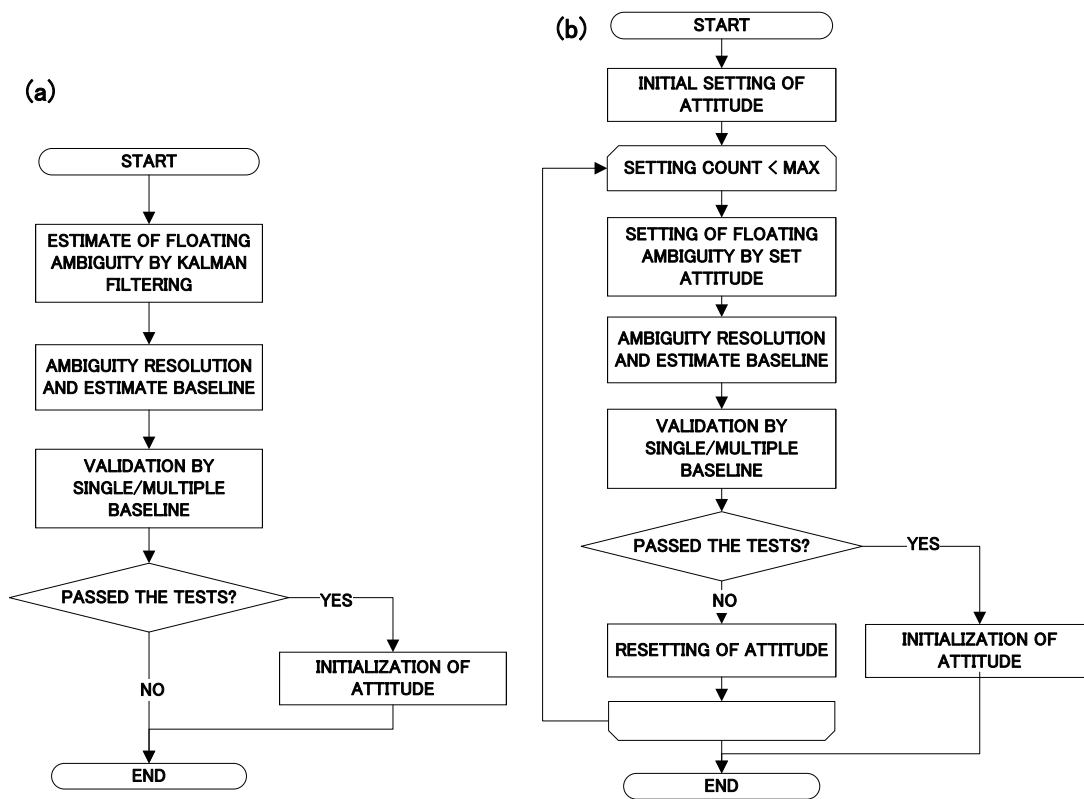 (a)
START
ESTIMATE OF FLOATING
AMBIGUITY BY KALMAN
FILTERING
AMBIGUITY RESOLUTION
AND ESTIMATE BASELINE
VALIDATION BY
SINGLE/MULTIPLE
BASELINE
PASSED THE TESTS?
YES
INITIALIZATION OF
ATTITUDE
NO
END
(b)
START
INITIAL SETTING OF
ATTITUDE
SETTING COUNT < MAX
SETTING OF FLOATING
AMBIGUITY BY SET
ATTITUDE
AMBIGUITY RESOLUTION
AND ESTIMATE BASELINE
VALIDATION BY
SINGLE/MULTIPLE
BASELINE
PASSED THE TESTS?
YES
NO
RESETTING OF ATTITUDE
INITIALIZATION OF
ATTITUDE
END